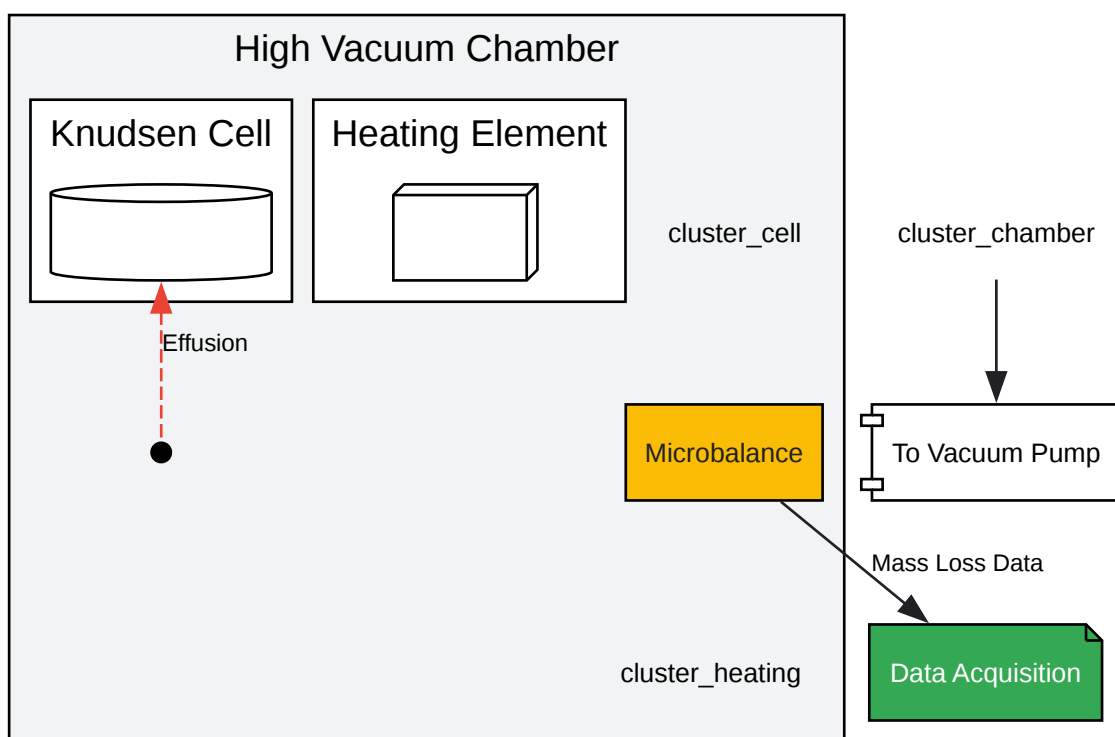 High Vacuum Chamber
Knudsen Cell
Heating Element
cluster_cell
cluster_chamber
Effusion
Microbalance
To Vacuum Pump
Mass Loss Data
cluster_heating
Data Acquisition